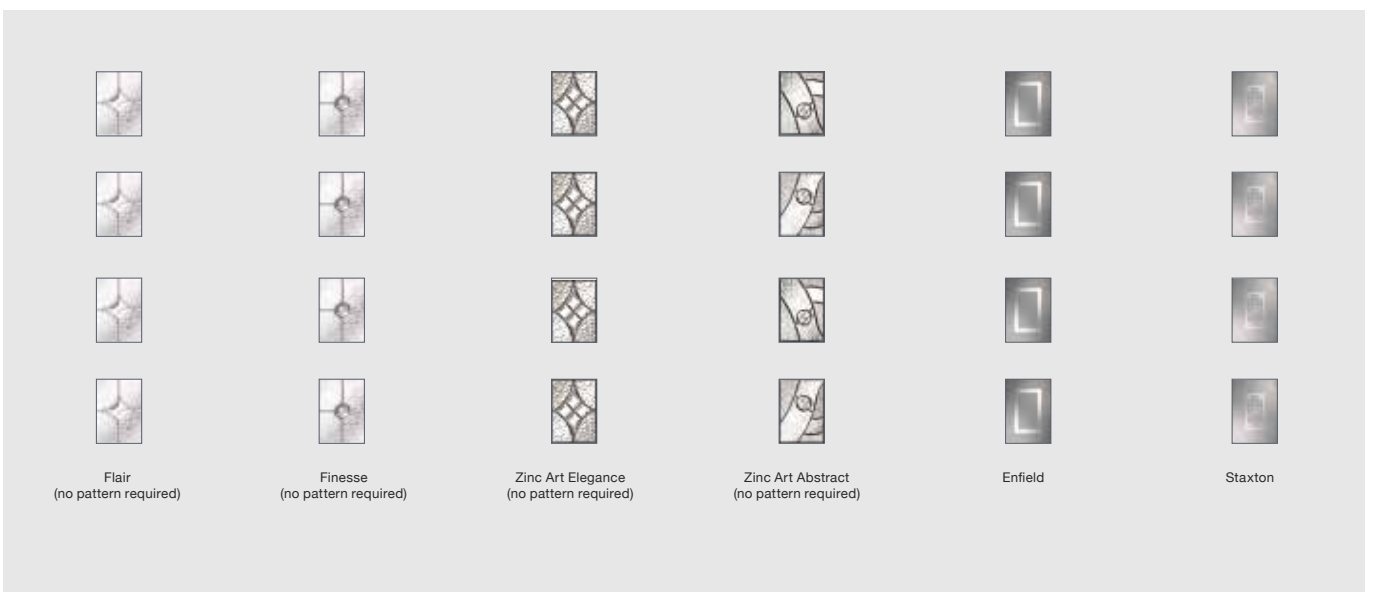 Flair
(no pattern required)
Finesse
(no pattern required)
Zinc Art Elegance
(no pattern required)
Zinc Art Abstract
(no pattern required)
Enfield
Staxton